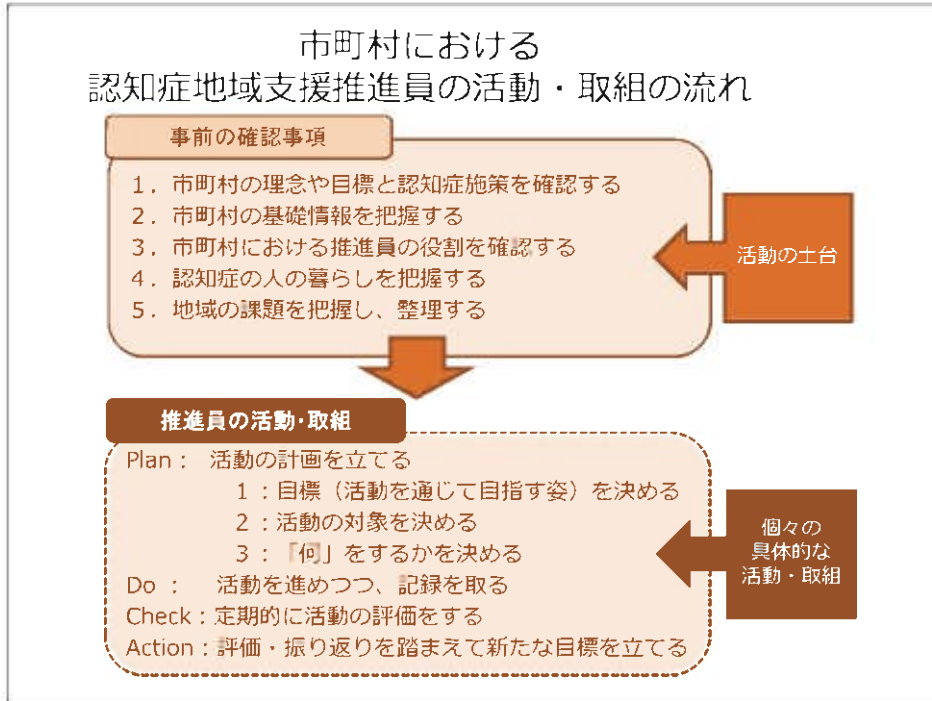 市町村における
認知症地域支援推進員の活動・取組の流れ
事前の確認事項
1．市町村の理念や目標と認知症施策を確認する
2．市町村の基礎情報を把握する
3．市町村における推進員の役割を確認する
4．認知症の人の暮らしを把握する
5．地域の課題を把握し、整理する
活動の土台
推進員の活動・取組
Plan： 活動の計画を立てる
1：目標（活動を通じて目指す姿）を決める
2：活動の対象を決める
3：「何」をするかを決める
Do： 活動を進めつつ、記録を取る
Check：定期的に活動の評価をする
Action：評価・振り返りを踏まえて新たな目標を立てる
個々の
具体的な
活動・取組